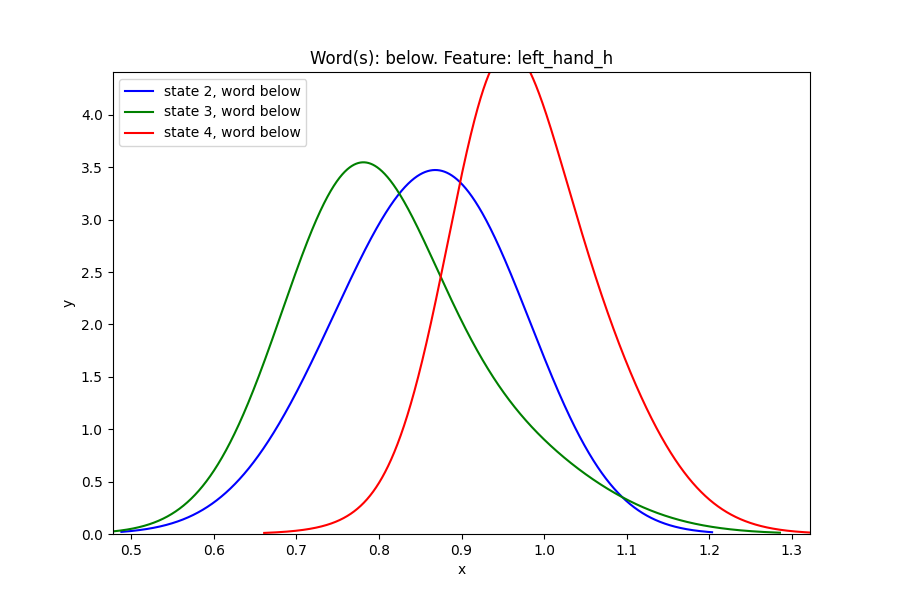 Word(s): below. Feature: left_hand_h
state 2, word below
state 3, word below
state 4, word below
y
4.0
3.5
3.0
2.5
2.0
1.5
1.0
0.5
0.0
0.5 0.6 0.7 0.8 0.9 1.0 1.1 1.2 1.3
x